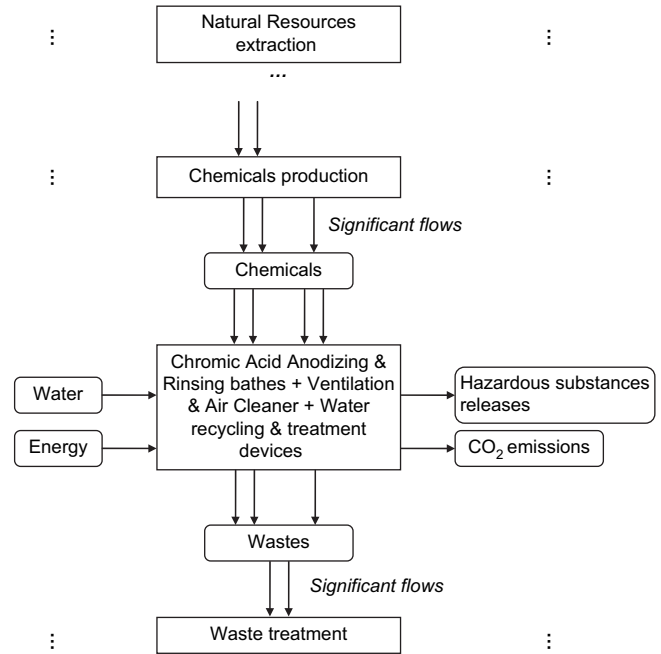 Natural Resources
extraction
...
Chemicals production
Significant flows
Chemicals
Chromic Acid Anodizing &
Rinsing bathes + Ventilation
& Air Cleaner + Water
recycling & treatment
devices
Water
Energy
Hazardous substances
releases
CO₂ emissions
Wastes
Significant flows
Waste treatment